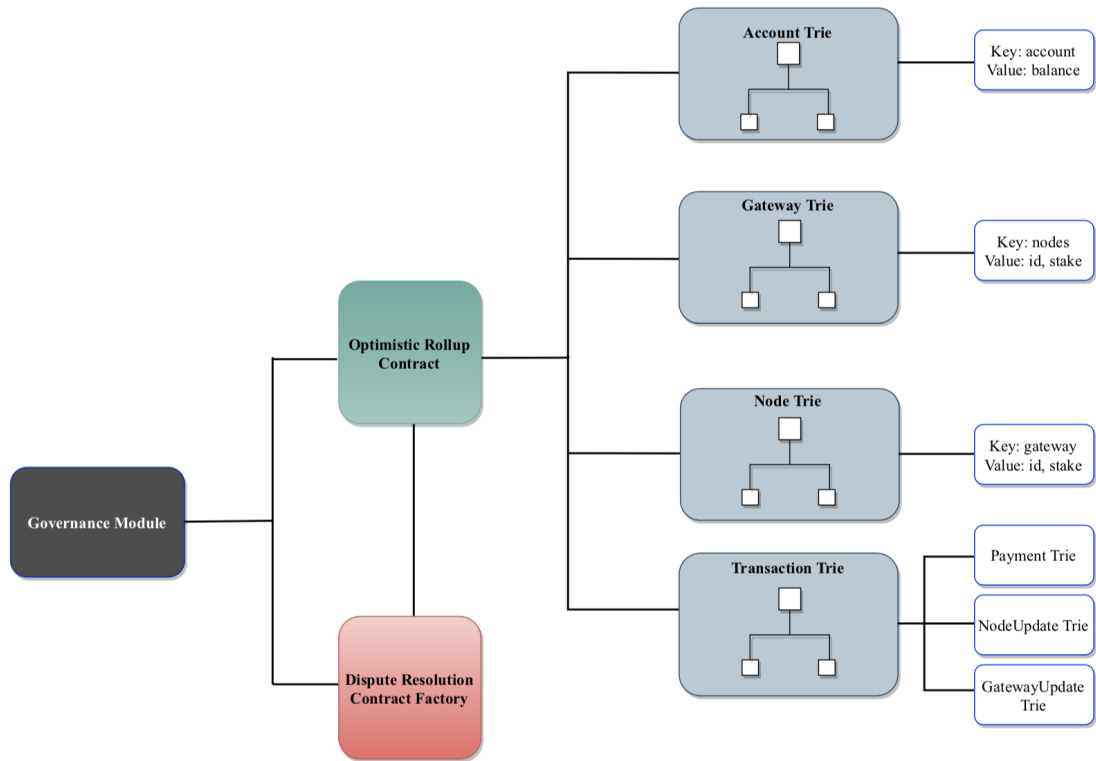 Account Trie
Key: account
Value: balance
Gateway Trie
Key: nodes
Value: id, stake
Optimistic Rollup
Contract
Node Trie
Key: gateway
Value: id, stake
Governance Module
Transaction Trie
Payment Trie
NodeUpdate Trie
GatewayUpdate
Trie
Dispute Resolution
Contract Factory